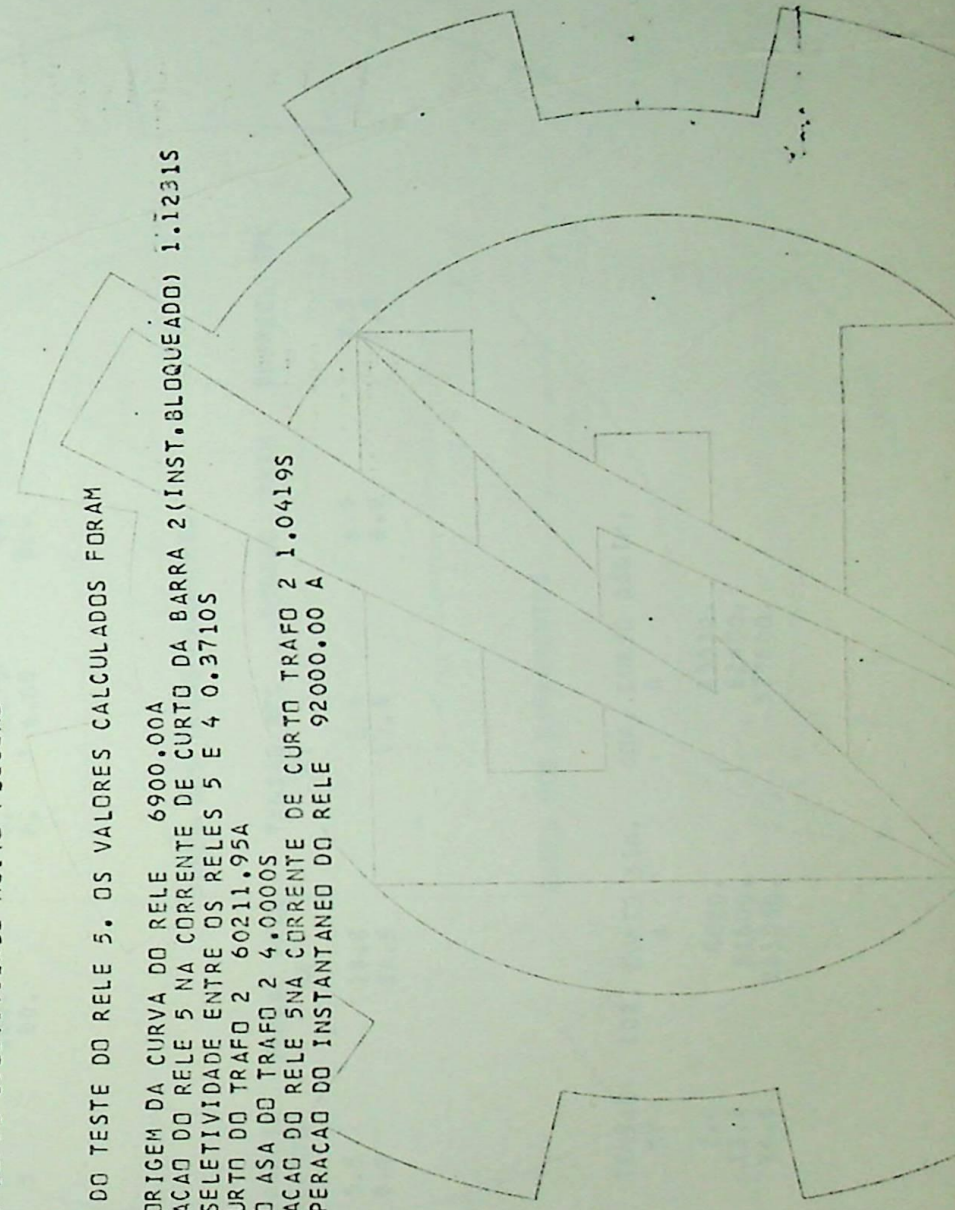 DO TESTE DO RELE 5. OS VALORES CALCULADOS FORAM
ORIGEM DA CURVA DO RELE 6900.00A
ACAO DO RELE 5 NA CORRENTE DE CURTO DA BARRA 2(INST.BLOQUEADO) 1.1231S
SELETIVIDADE ENTRE OS RELES 5 E 4 0.3710S
URTO DO TRAFO 2 60211.95A
O ASA DO TRAFO 2 4.0000S
ACAO DO RELE 5NA CORRENTE DE CURTO TRAFO 2 1.0419S
PERACAO DO INSTANTANEO DO RELE 92000.00 A